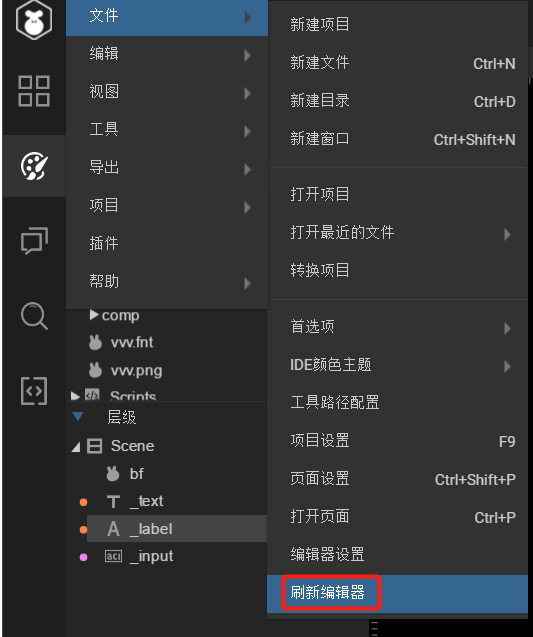 文件
编辑
视图
工具
导出
项目
插件
帮助
新建项目
新建文件 Ctrl+N
新建目录 Ctrl+D
新建窗口 Ctrl+Shift+N
打开项目
打开最近的文件
转换项目
首选项
IDE颜色主题
工具路径配置
项目设置 F9
页面设置 Ctrl+Shift+P
打开页面 Ctrl+P
编辑器设置
刷新编辑器
comp
vvv.fnt
vvv.png
Scripts
层级
Scene
bf
_text
_label
_input